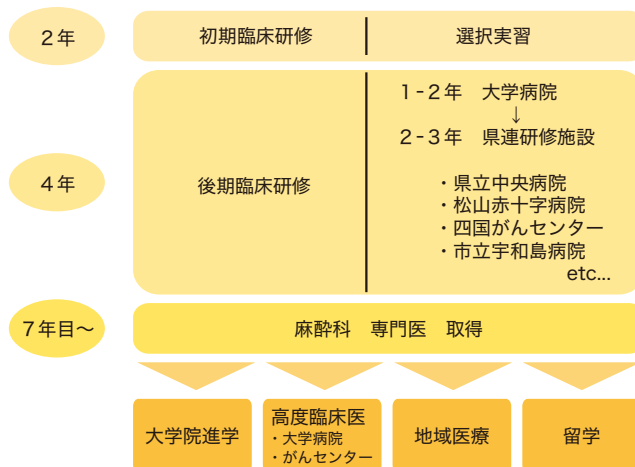 2年
初期臨床研修
選択実習
4年
後期臨床研修
1-2年 大学病院
↓
2-3年 県連研修施設
・県立中央病院
・松山赤十字病院
・四国がんセンター
・市立宇和島病院
etc...
7年目～
麻酔科 専門医 取得
大学院進学
高度臨床医
・大学病院
・がんセンター
地域医療
留学